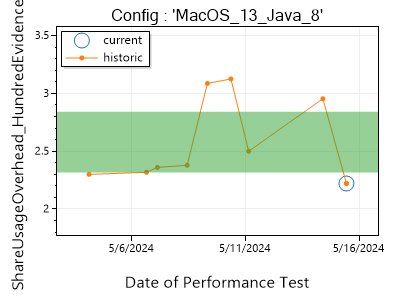 Config : 'MacOS_13_Java_8'
ShareUsageOverhead_HundredEvidence
3.5
3
2.5
2
current
historic
5/6/2024
5/11/2024
5/16/2024
Date of Performance Test